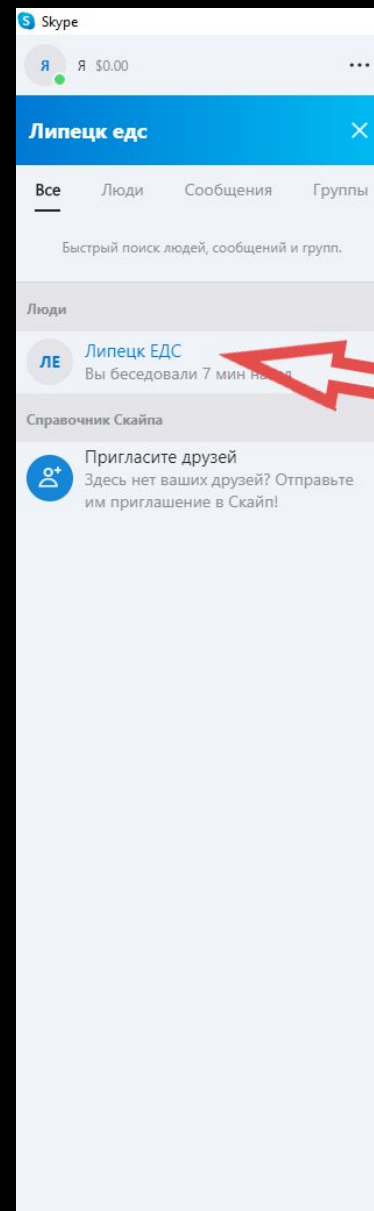 Skype
Я Я $0.00
Липецк едс
Все Люди Сообщения Группы
Быстрый поиск людей, сообщений и групп.
Люди
ЛЕ Липецк ЕДС
Вы беседовали 7 мин назад
Справочник Скайпа
Пригласите друзей
Здесь нет ваших друзей? Отправьте
им приглашение в Скайп!